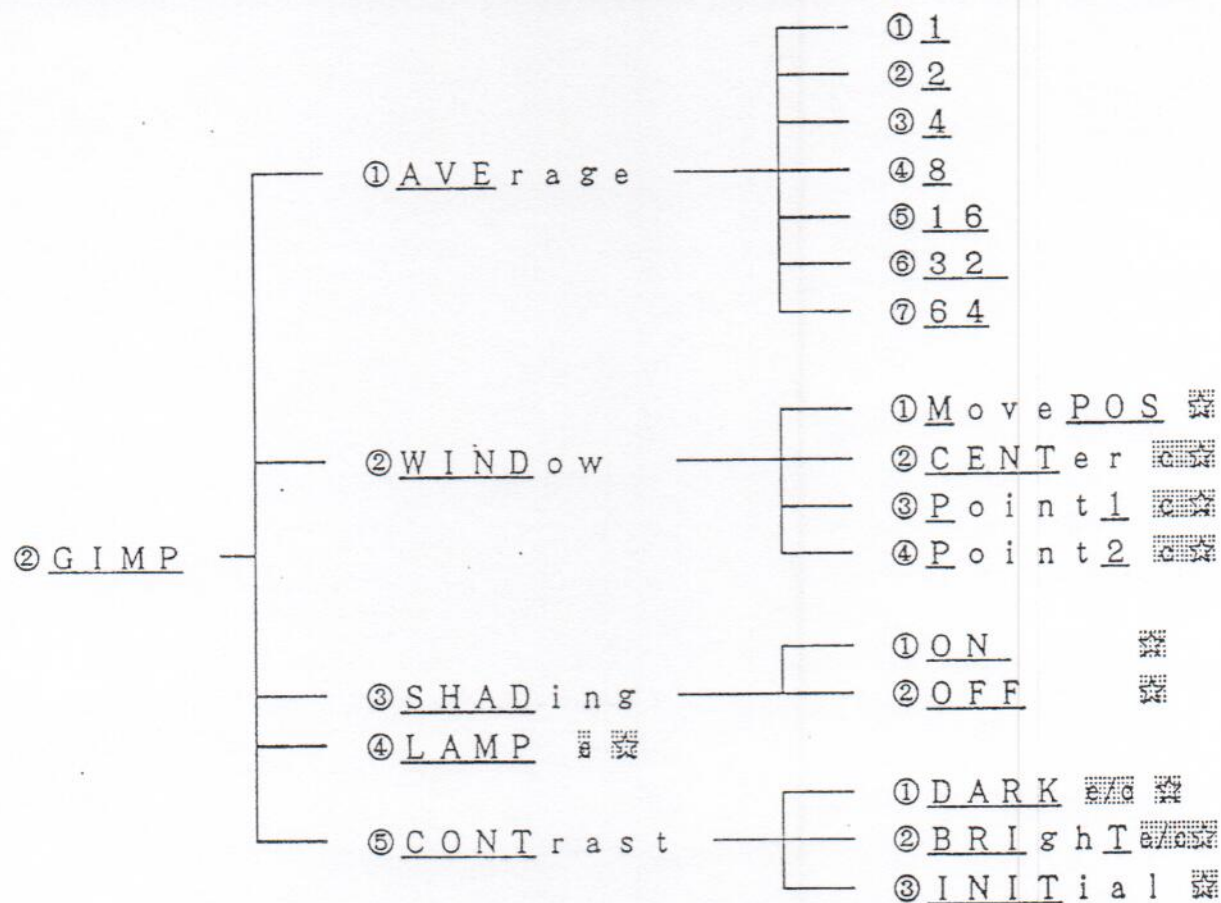 ①1
②2
③4
①AVErage
④8
⑤16
⑥32
⑦64
①MovePOS ☆
②WINDow
②CENTer c☆
③Point1 c☆
②GIMP
④Point2 c☆
①ON ☆
③SHADing
②OFF ☆
④LAMP e ☆
①DARK e/c ☆
⑤CONTrast
②BRIghTe/c☆
③INITial ☆